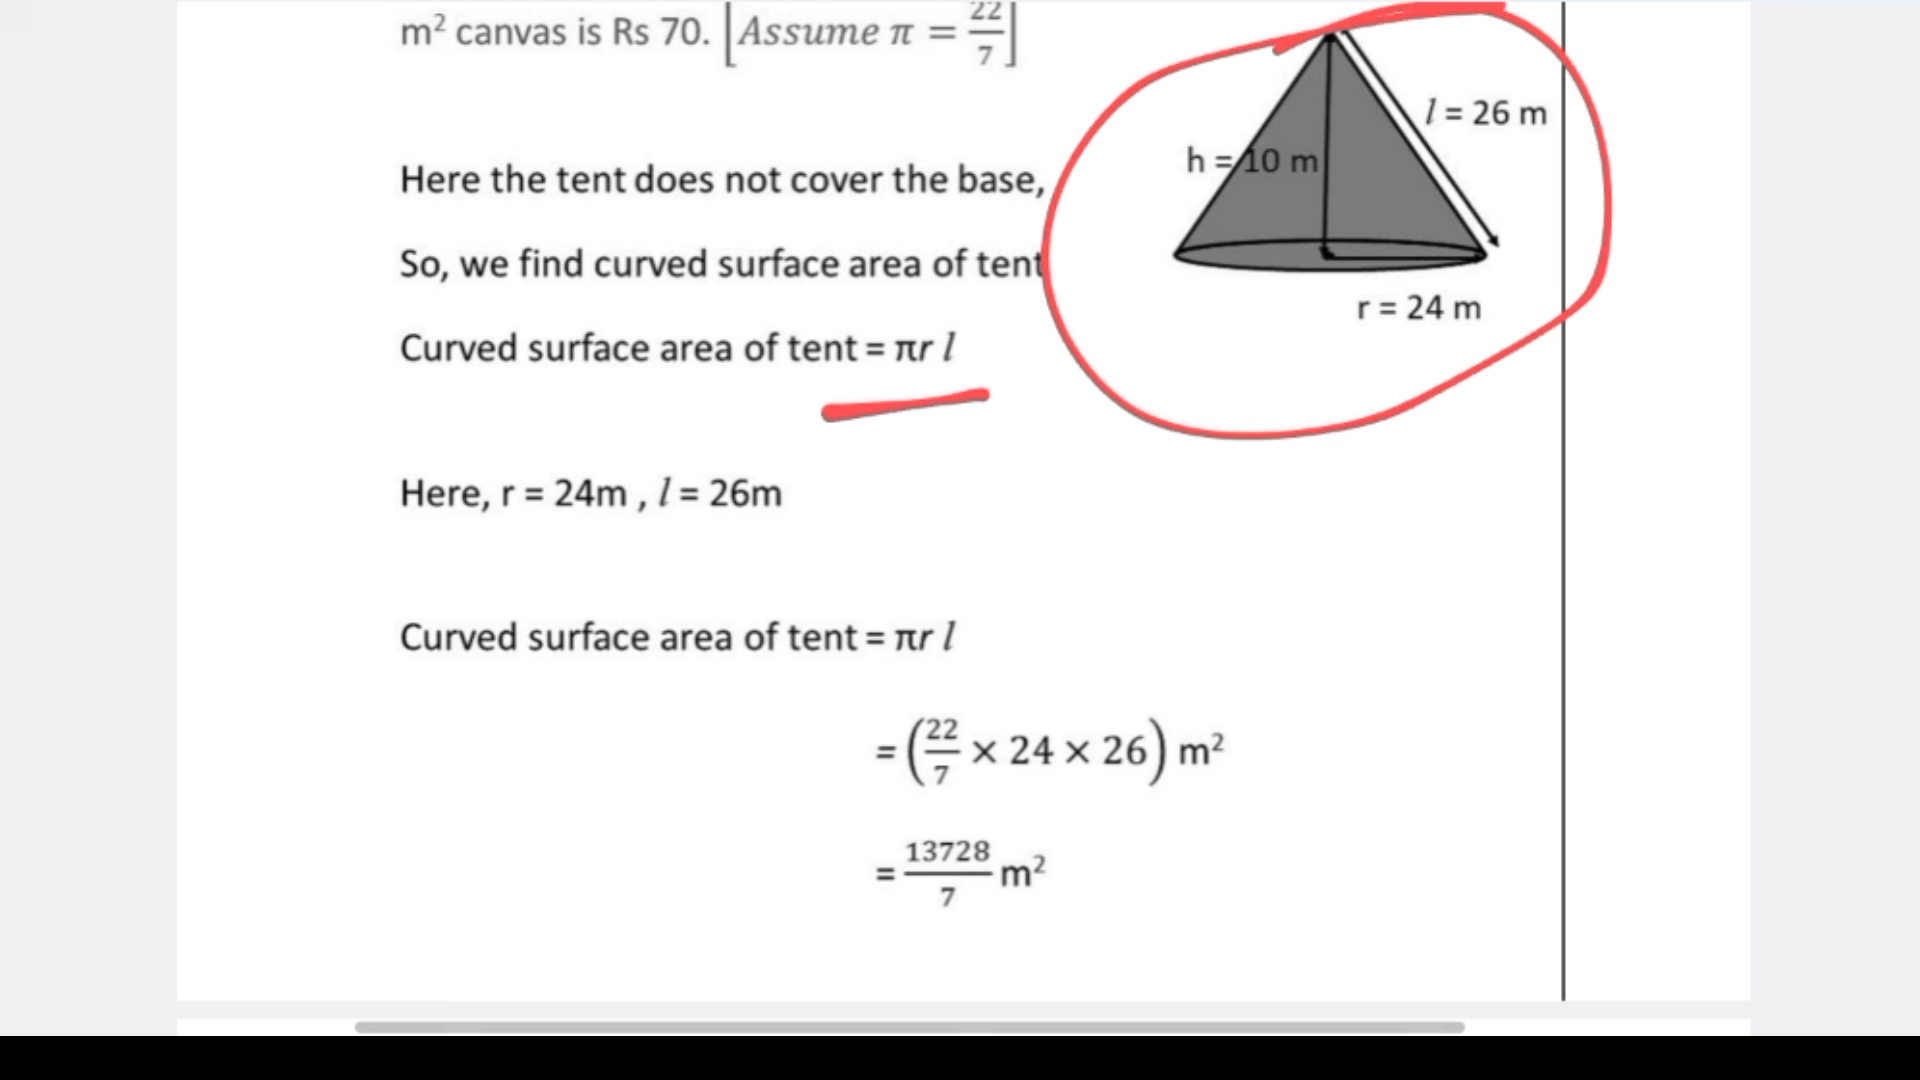 m² canvas is Rs 70. [Assume π = 22/7]
l = 26 m
h = 10 m
r = 24 m
Here the tent does not cover the base,
So, we find curved surface area of tent
Curved surface area of tent = πr l
Here, r = 24m , l = 26m
Curved surface area of tent = πr l
= (22/7 × 24 × 26) m²
= 13728/7 m²